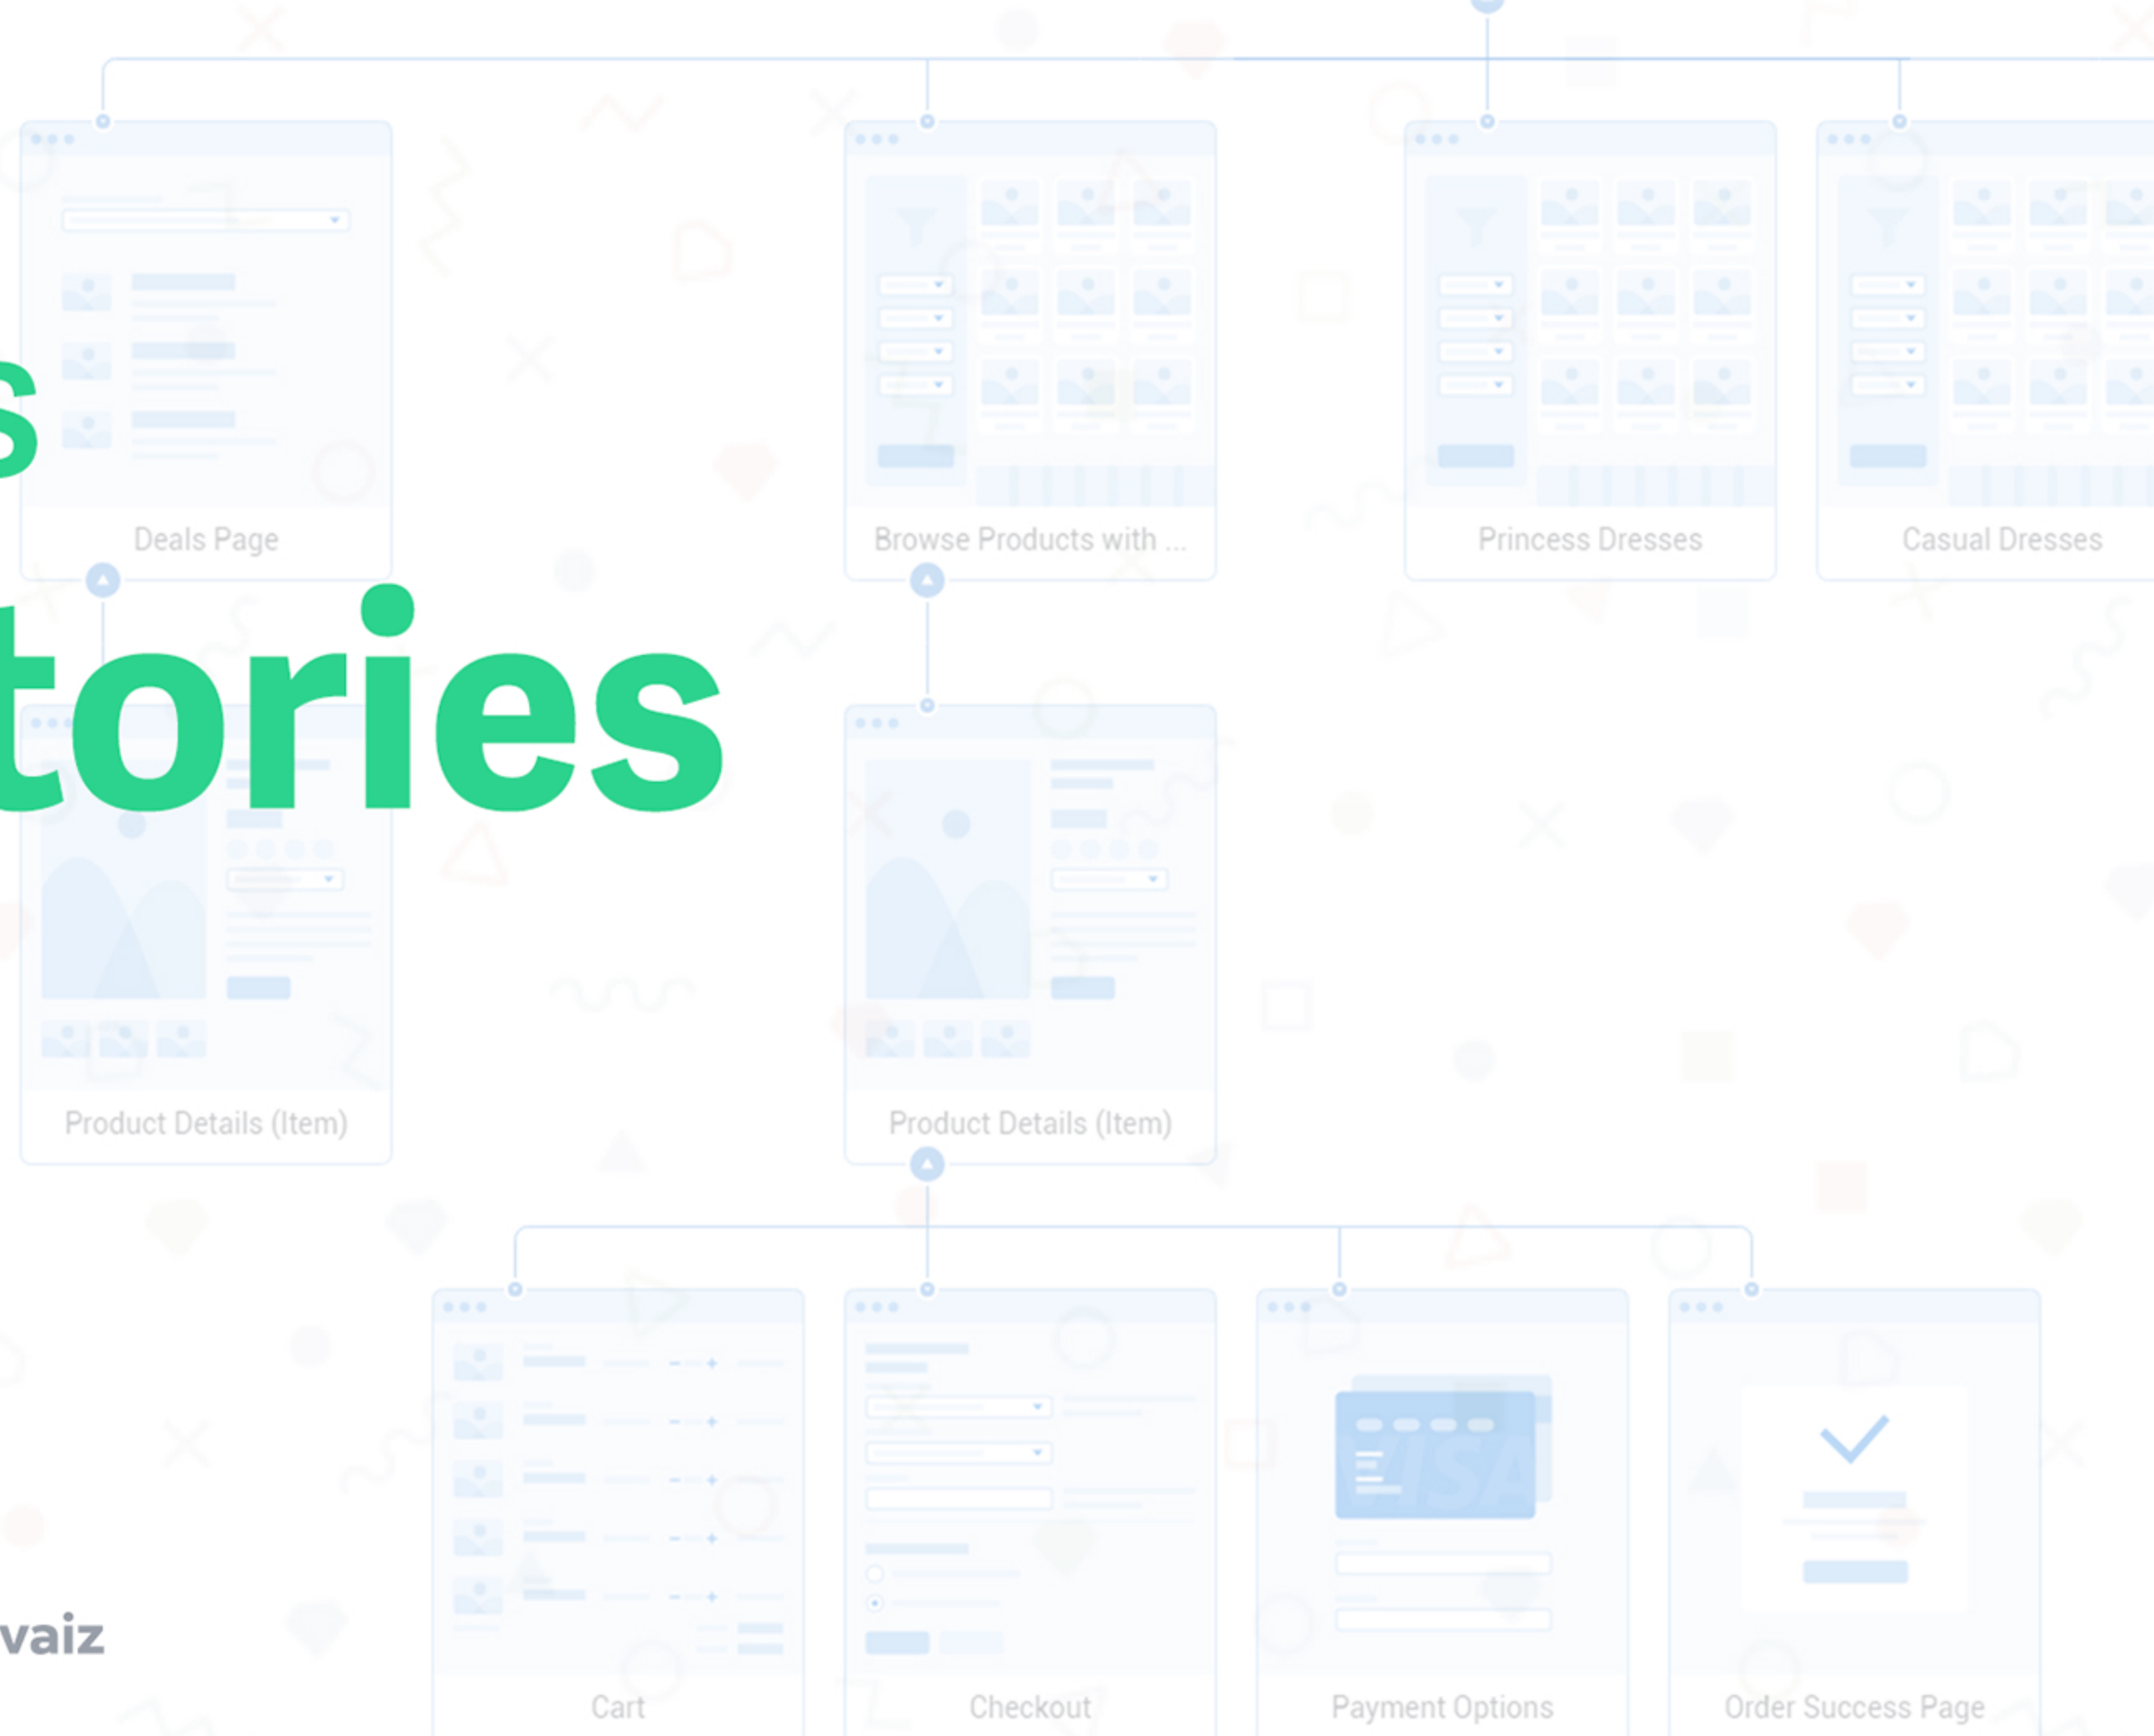 s
tories
Deals Page
Browse Products with ...
Princess Dresses
Casual Dresses
Product Details (Item)
Product Details (Item)
VISA
vaiz
Cart
Checkout
Payment Options
Order Success Page